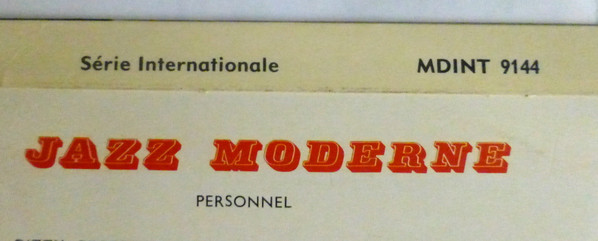 Série Internationale MDINT 9144
JAZZ MODERNE
PERSONNEL